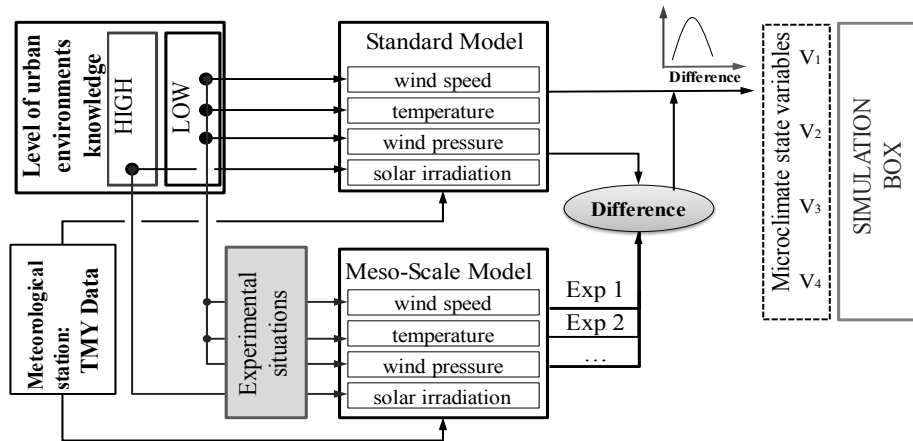 Level of urban
environments
knowledge
HIGH
LOW
Standard Model
wind speed
temperature
wind pressure
solar irradiation
Difference
Difference
Microclimate state variables
V1
V2
V3
V4
SIMULATION
BOX
Meteorological
station:
TMY Data
Experimental
situations
Meso-Scale Model
wind speed
temperature
wind pressure
solar irradiation
Exp 1
Exp 2
...